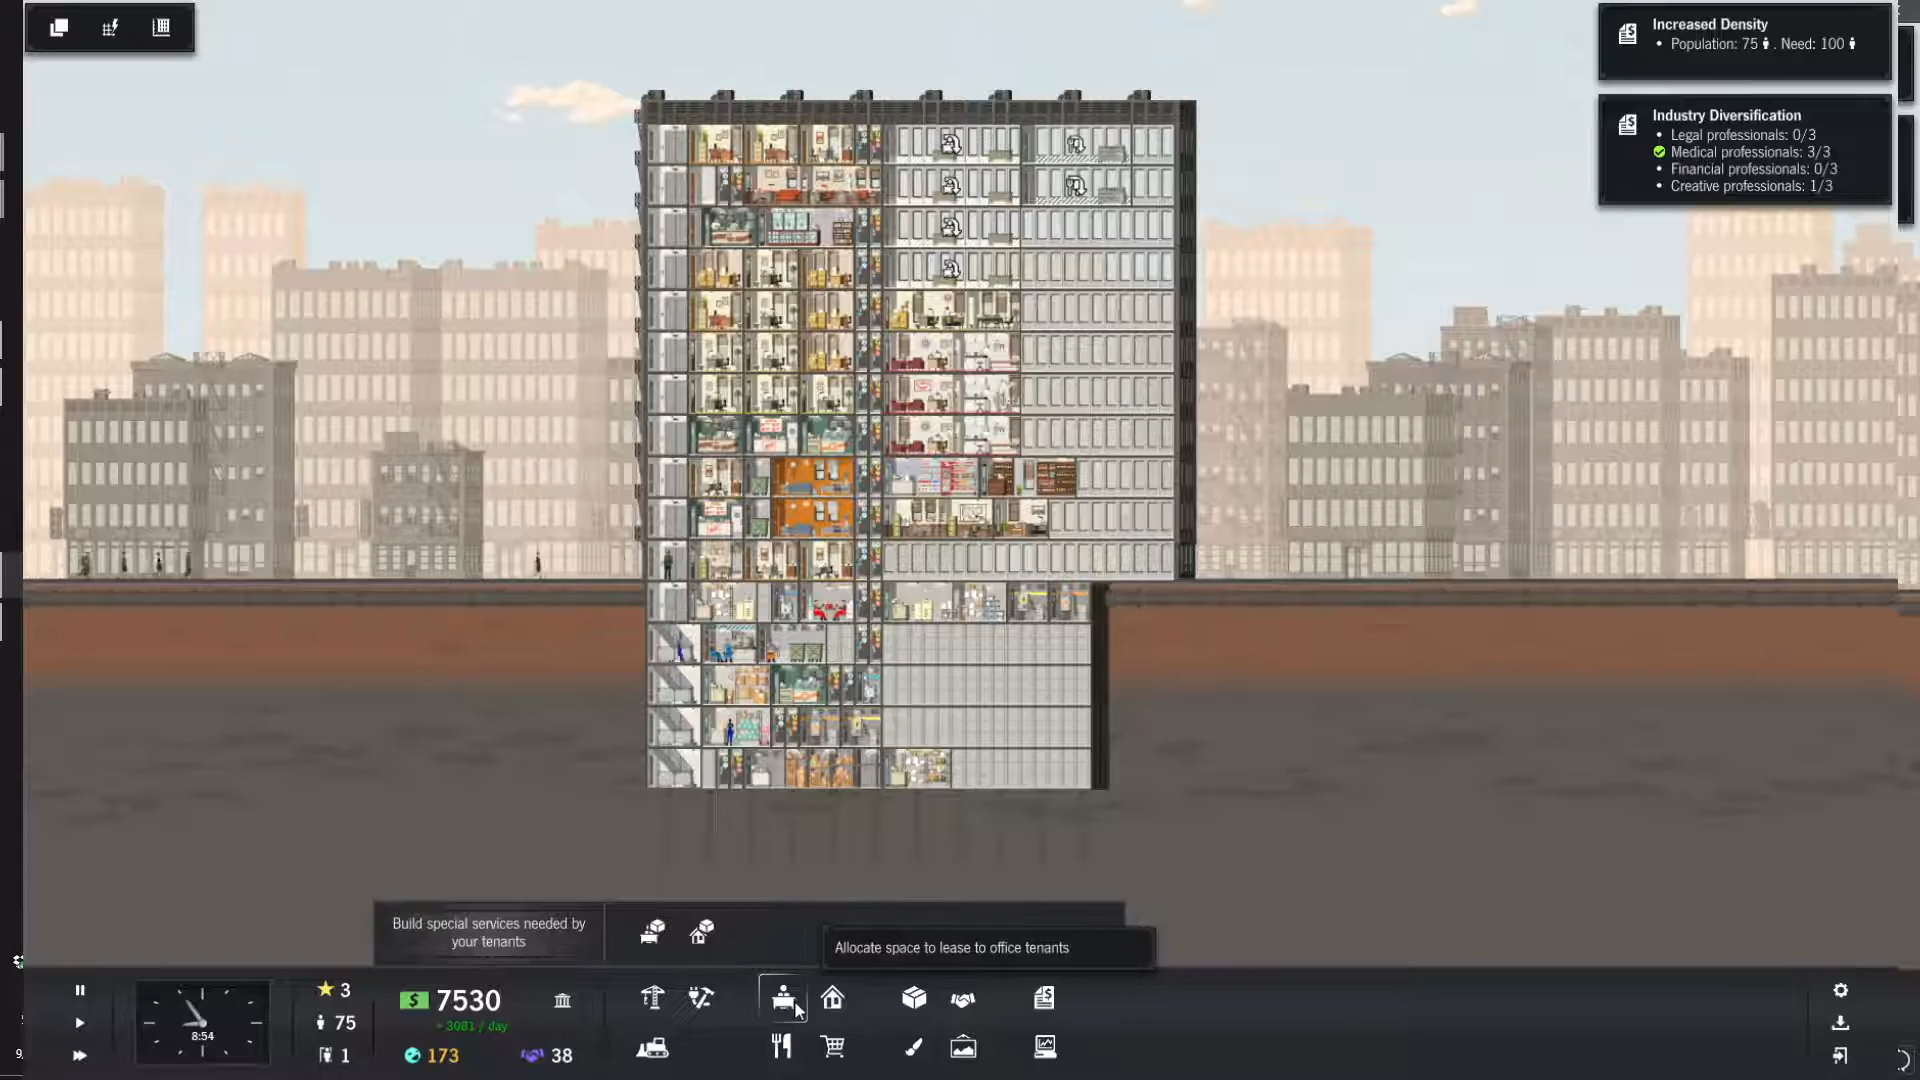 Increased Density
• Population: 75 . Need: 100
Industry Diversification
• Legal professionals: 0/3
Medical professionals: 3/3
• Financial professionals: 0/3
• Creative professionals: 1/3
Build special services needed by
your tenants
Allocate space to lease to office tenants
8:54
3
75
1
$ 7530
+ 3081 / day
173
38